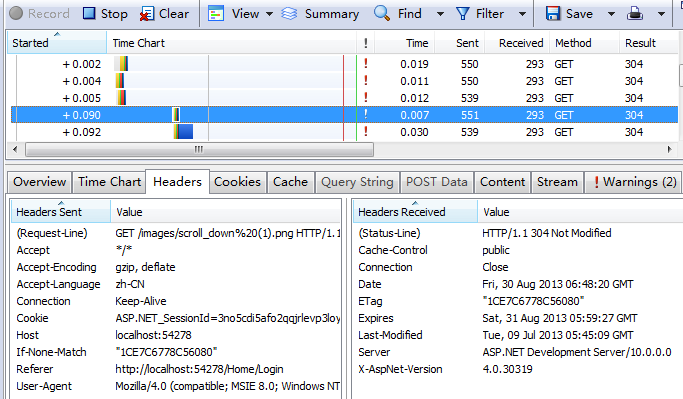 Record Stop Clear View Summary Find Filter Save
Started Time Chart ! Time Sent Received Method Result
+ 0.002 ! 0.019 550 293 GET 304
+ 0.004 ! 0.011 550 293 GET 304
+ 0.005 ! 0.012 539 293 GET 304
+ 0.090 ! 0.007 551 293 GET 304
+ 0.092 ! 0.030 539 293 GET 304
Overview Time Chart Headers Cookies Cache Query String POST Data Content Stream ! Warnings (2)
Headers Sent Value Headers Received Value
(Request-Line) GET /images/scroll_down%20(1).png HTTP/1.1 (Status-Line) HTTP/1.1 304 Not Modified
Accept */* Cache-Control public
Accept-Encoding gzip, deflate Connection Close
Accept-Language zh-CN Date Fri, 30 Aug 2013 06:48:20 GMT
Connection Keep-Alive ETag "1CE7C6778C56080"
Cookie ASP.NET_SessionId=3no5cdi5afo2qqjrlevp3loy Expires Sat, 31 Aug 2013 05:59:27 GMT
Host localhost:54278 Last-Modified Tue, 09 Jul 2013 05:45:09 GMT
If-None-Match "1CE7C6778C56080" Server ASP.NET Development Server/10.0.0.0
Referer http://localhost:54278/Home/Login X-AspNet-Version 4.0.30319
User-Agent Mozilla/4.0 (compatible; MSIE 8.0; Windows NT